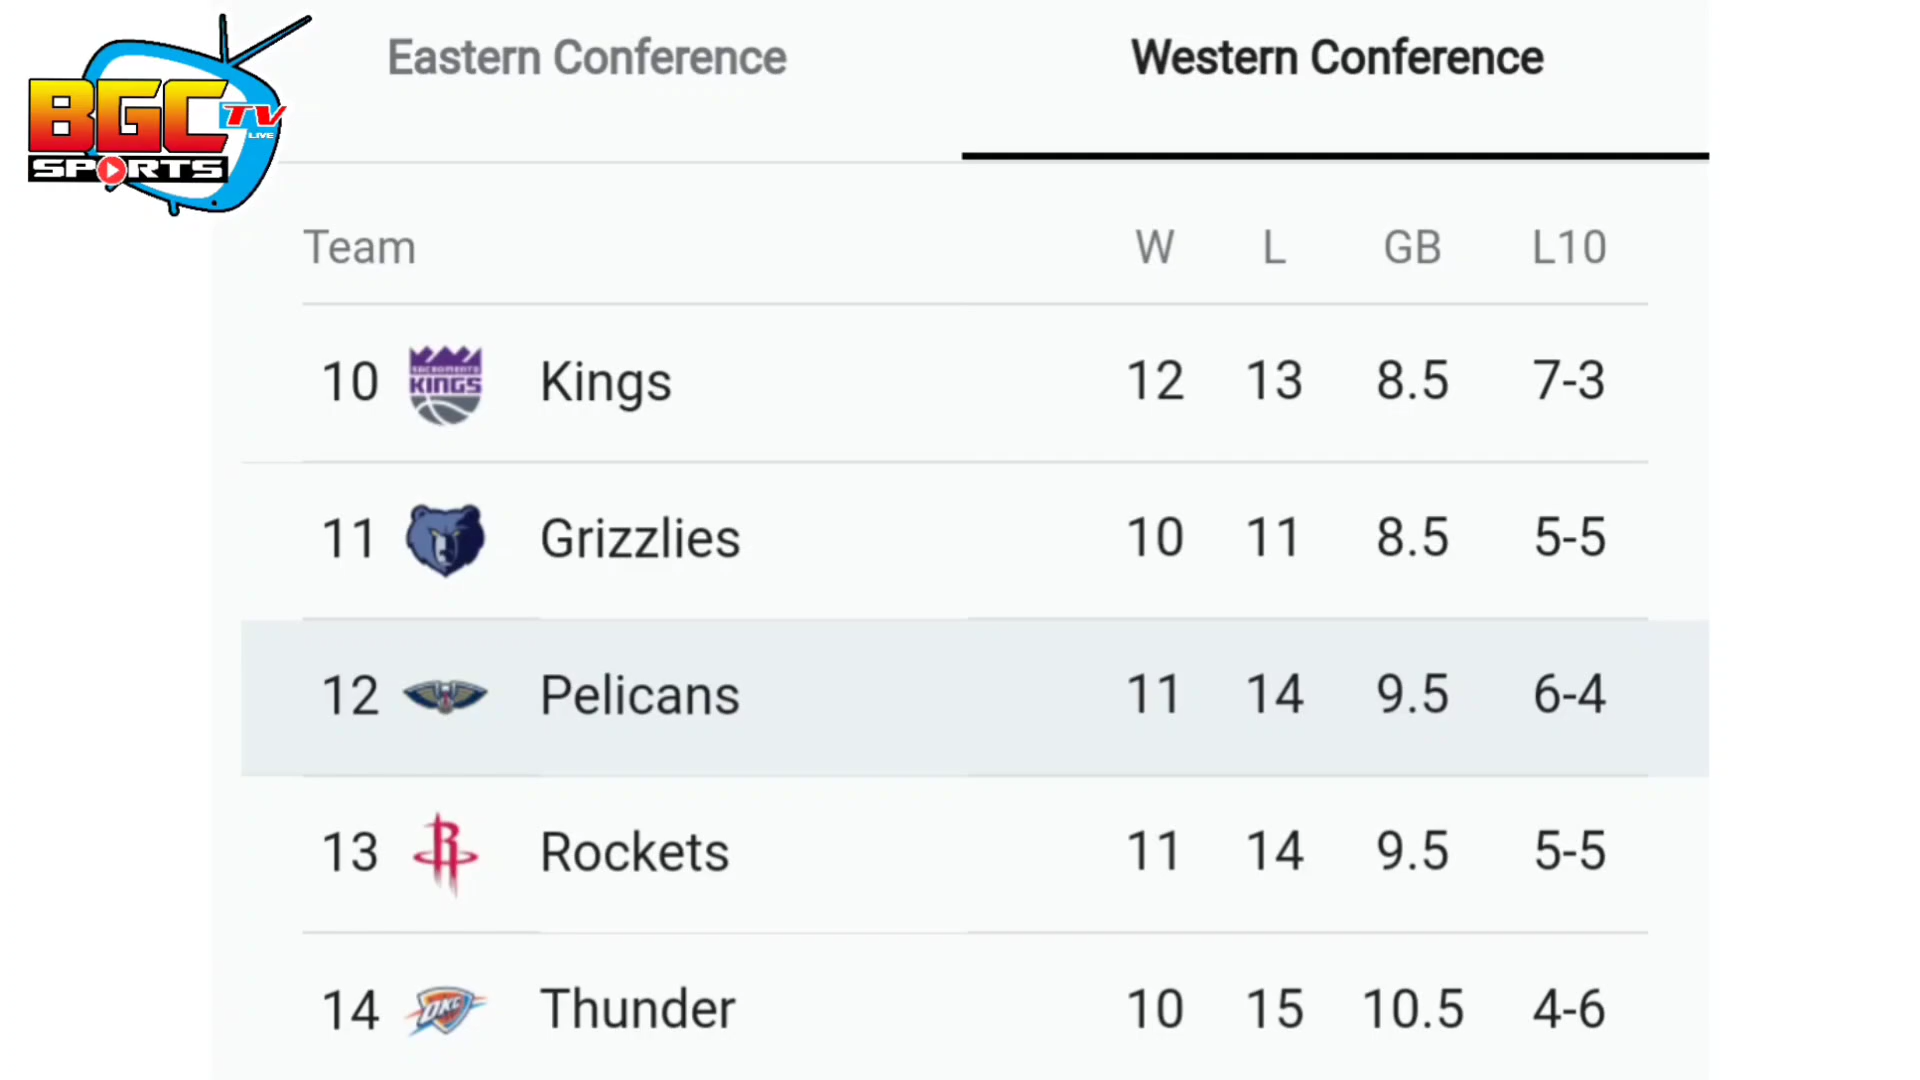 BGC TV
LIVE
SPORTS
Eastern Conference Western Conference
Team W L GB L10
10 SACRAMENTO KINGS Kings 12 13 8.5 7-3
11 Grizzlies 10 11 8.5 5-5
12 Pelicans 11 14 9.5 6-4
13 R Rockets 11 14 9.5 5-5
14 OKC Thunder 10 15 10.5 4-6